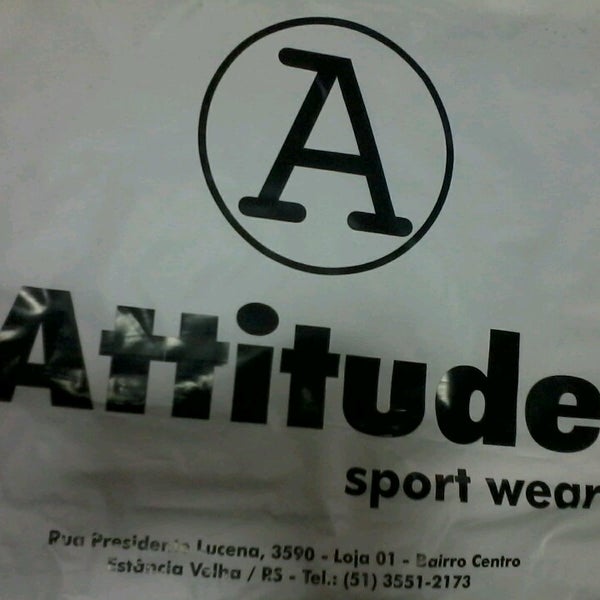 A
Attitude
sport wear
Rua Presidente Lucena, 3590 - Loja 01 - Bairro Centro
Estância Velha / RS - Tel.: (51) 3551-2173